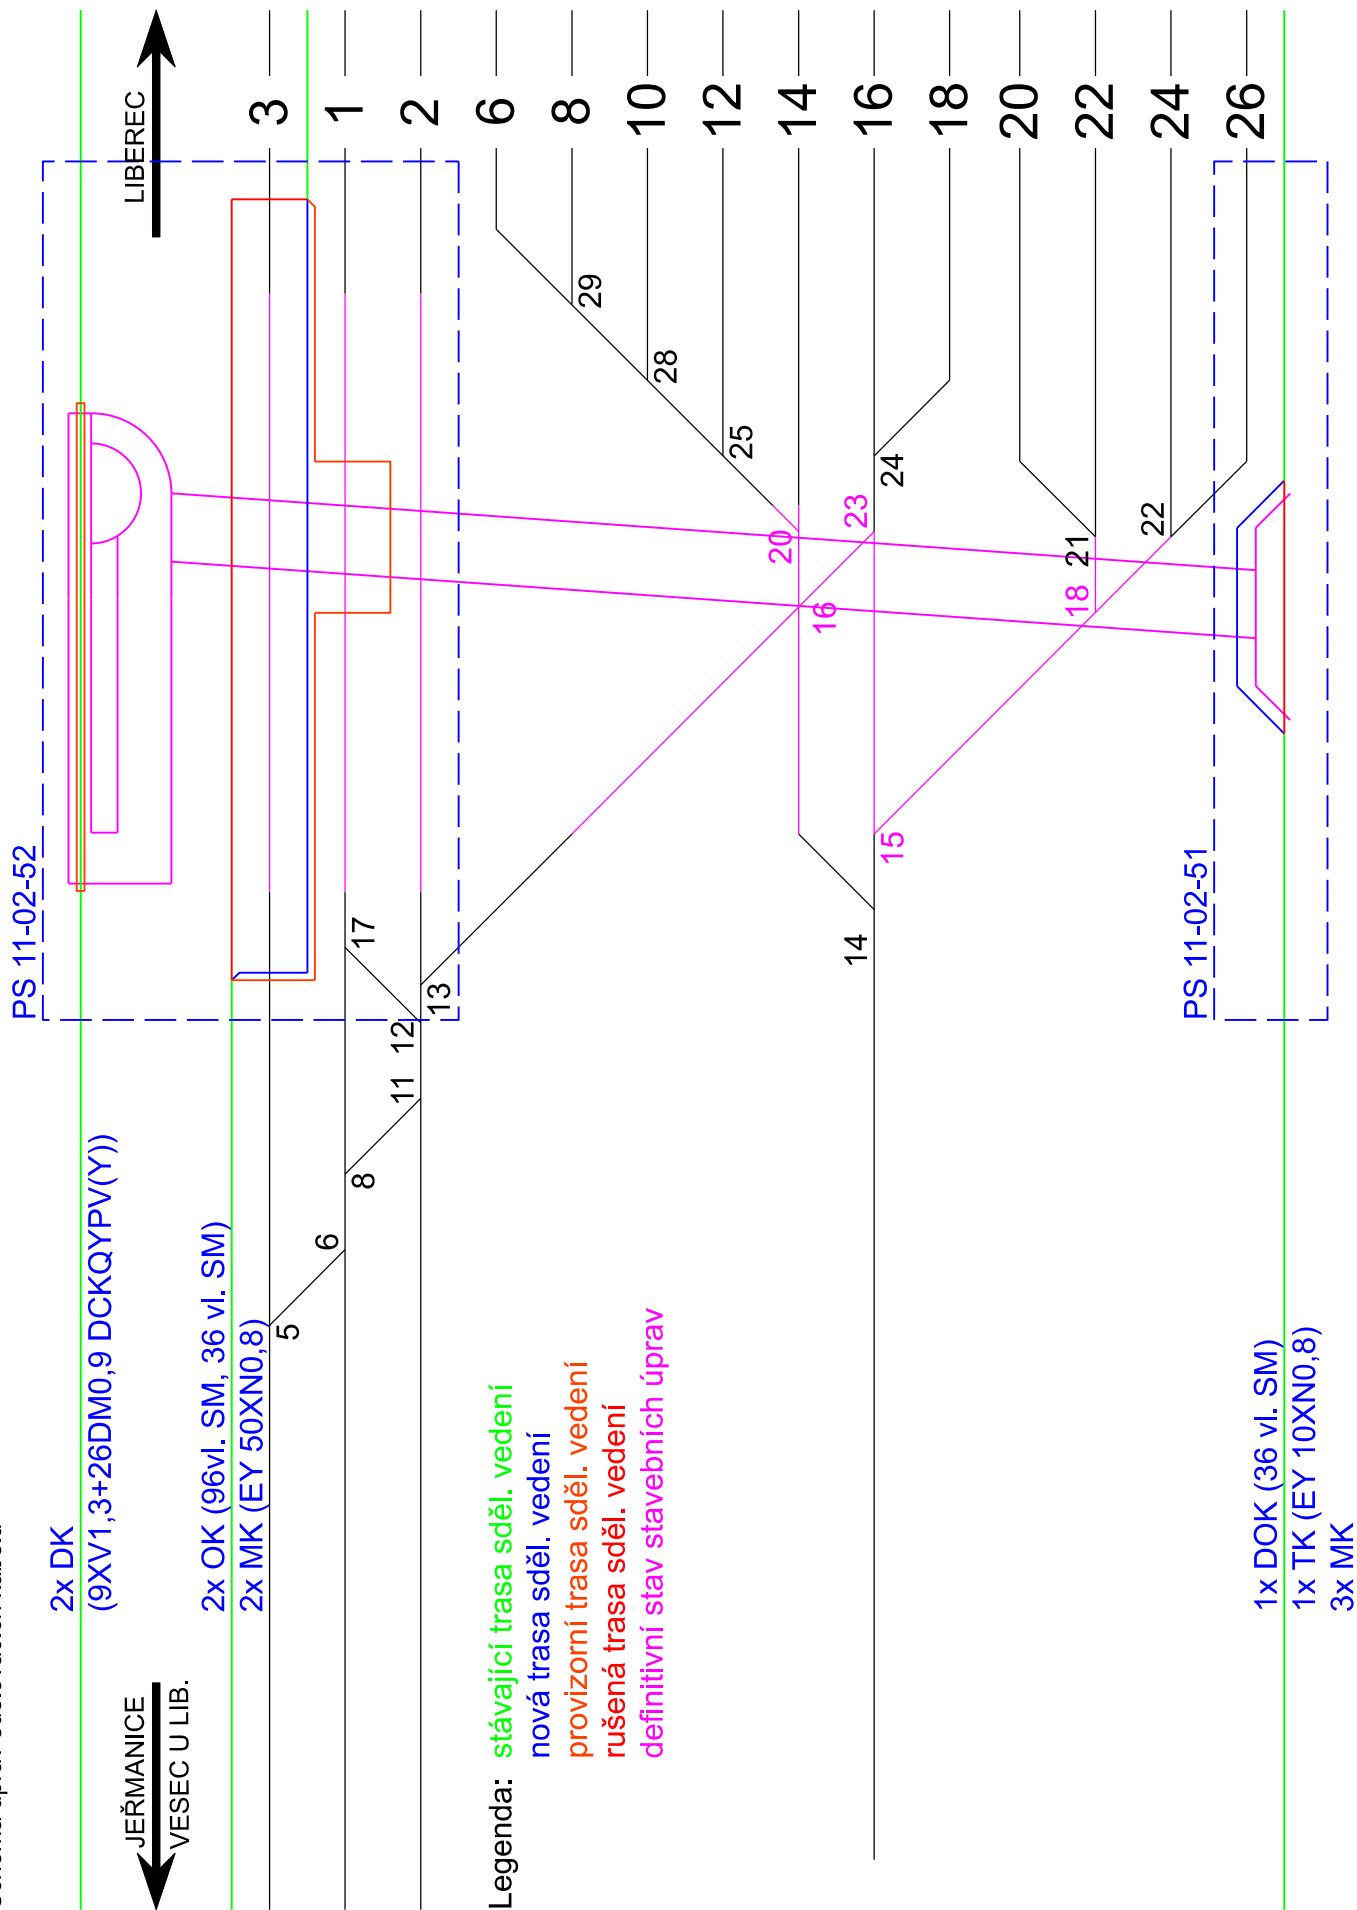 PS 11-02-52
2x DK
(9XV1,3+26DM0,9 DCKQYPV(Y))
JEŘMANICE
VESEC U LIB.
LIBEREC
2x OK (96vl. SM, 36 vl. SM)
2x MK (EY 50XN0,8)
3
1
2
6
8
10
12
14
16
18
20
22
24
26
5
6
8
11
12
13
17
14
15
16
20
23
24
25
28
29
18
21
22
Legenda:
stávající trasa sděl. vedení
nová trasa sděl. vedení
provizorní trasa sděl. vedení
rušená trasa sděl. vedení
definitivní stav stavebních úprav
PS 11-02-51
1x DOK (36 vl. SM)
1x TK (EY 10XN0,8)
3x MK